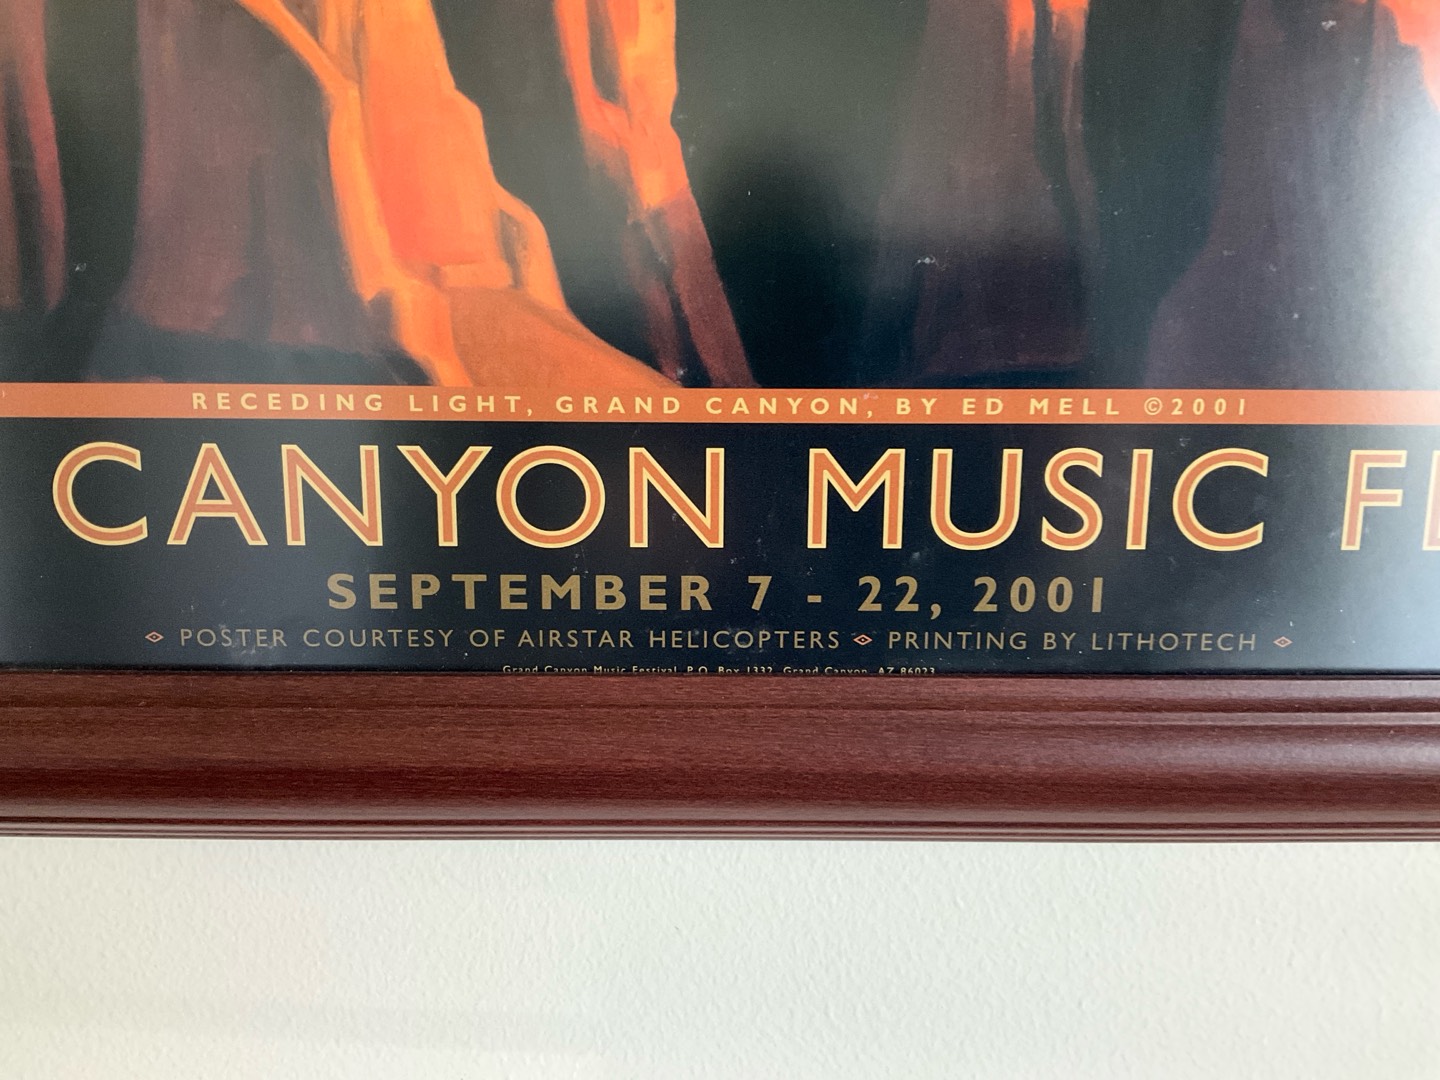 RECEDING LIGHT, GRAND CANYON, BY ED MELL ©2001
CANYON MUSIC FE
SEPTEMBER 7 - 22, 2001
POSTER COURTESY OF AIRSTAR HELICOPTERS PRINTING BY LITHOTECH
Grand Canyon Music Festival, P.O. Box 1332, Grand Canyon, AZ 86023